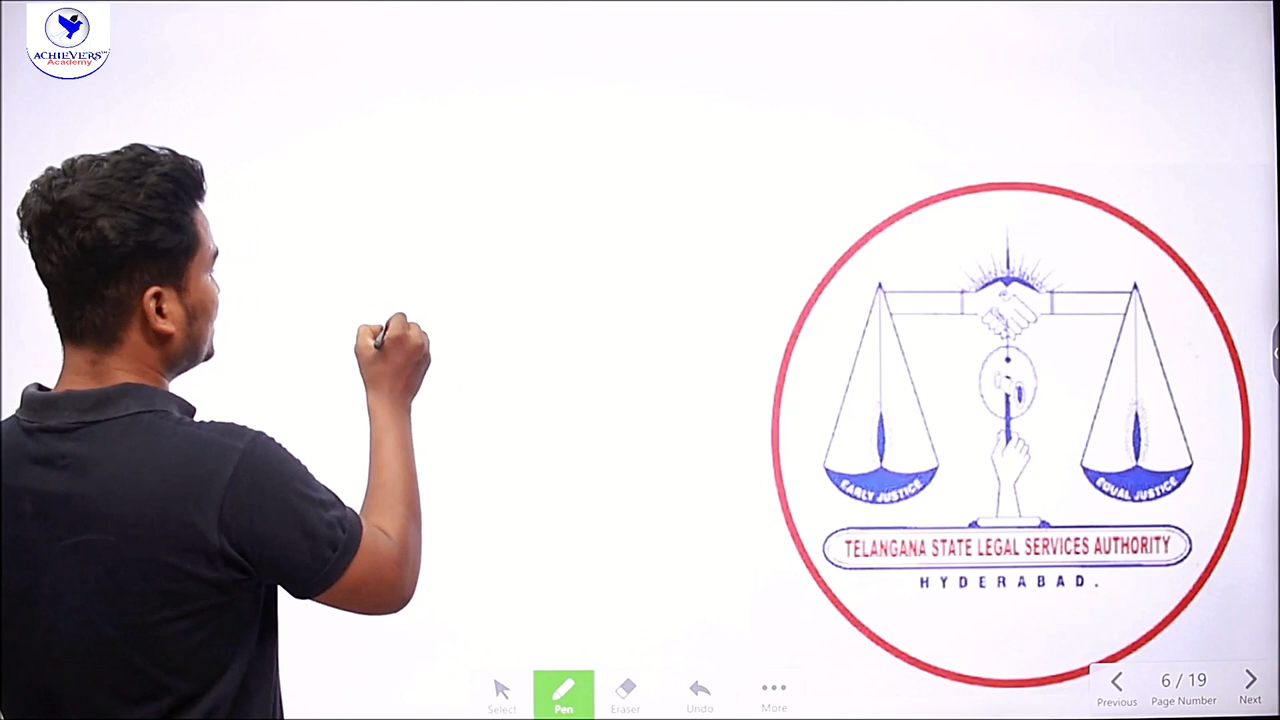 ACHIEVERS™
Academy
EARLY JUSTICE
EQUAL JUSTICE
TELANGANA STATE LEGAL SERVICES AUTHORITY
HYDERABAD.
Select
Pen
Eraser
Undo
More
Previous
6 / 19
Page Number
Next